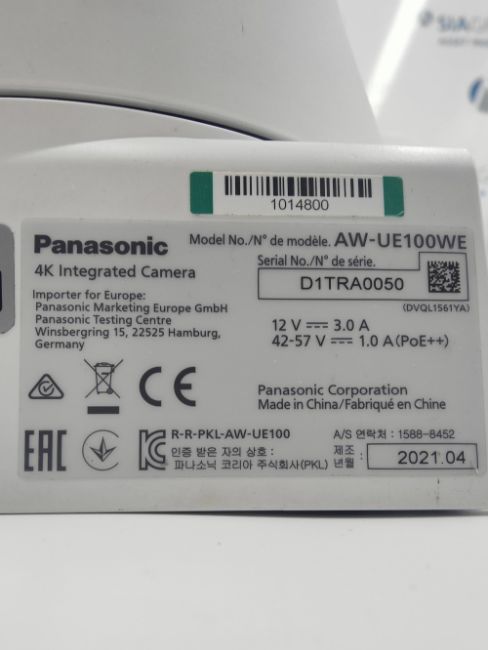 1014800
Panasonic
Model No./N° de modèle. AW-UE100WE
4K Integrated Camera
Serial No./N° de série.
D1TRA0050
(DVQL1561YA)
Importer for Europe:
Panasonic Marketing Europe GmbH
Panasonic Testing Centre
Winsbergring 15, 22525 Hamburg,
Germany
12 V ⎓ 3.0 A
42-57 V ⎓ 1.0 A (PoE++)
CE
Panasonic Corporation
Made in China/Fabriqué en Chine
EAC
R-R-PKL-AW-UE100
인증 받은 자의 상호 :
파나소닉 코리아 주식회사(PKL)
A/S 연락처 : 1588-8452
제조
년월 : 2021.04